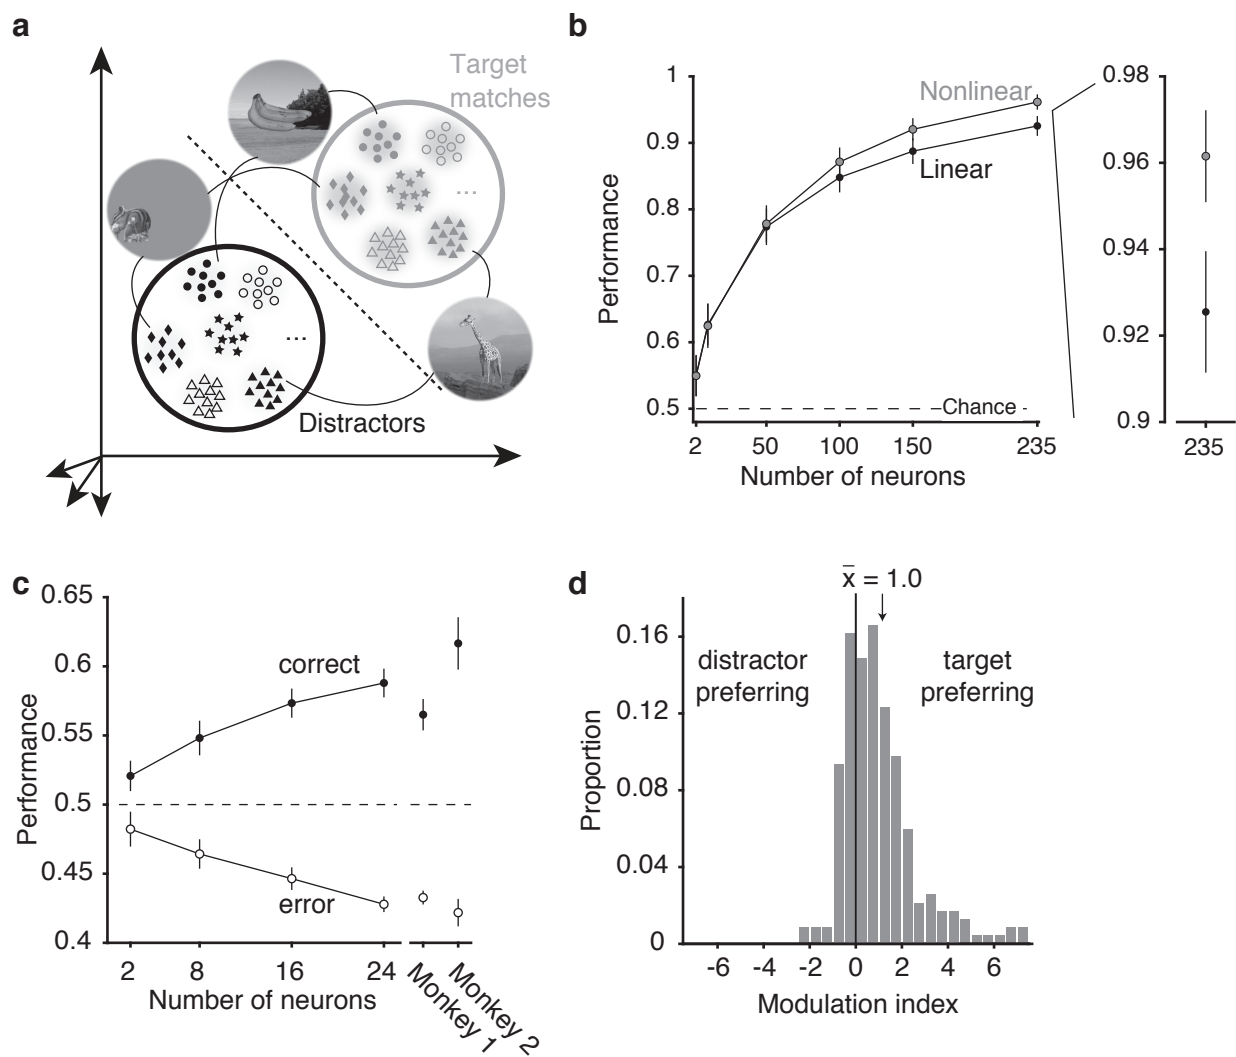 a
Target
matches
...
...
Distractors
b
1
0.9
0.8
0.7
0.6
0.5
Performance
Nonlinear
Linear
Chance
2
50
100
150
235
Number of neurons
0.98
0.96
0.94
0.92
0.9
235
c
0.65
0.6
0.55
0.5
0.45
0.4
Performance
correct
error
2
8
16
24
Number of neurons
Monkey 1
Monkey 2
d
x̄ = 1.0
0.16
0.12
0.08
0.04
0
Proportion
distractor
preferring
target
preferring
-6
-4
-2
0
2
4
6
Modulation index